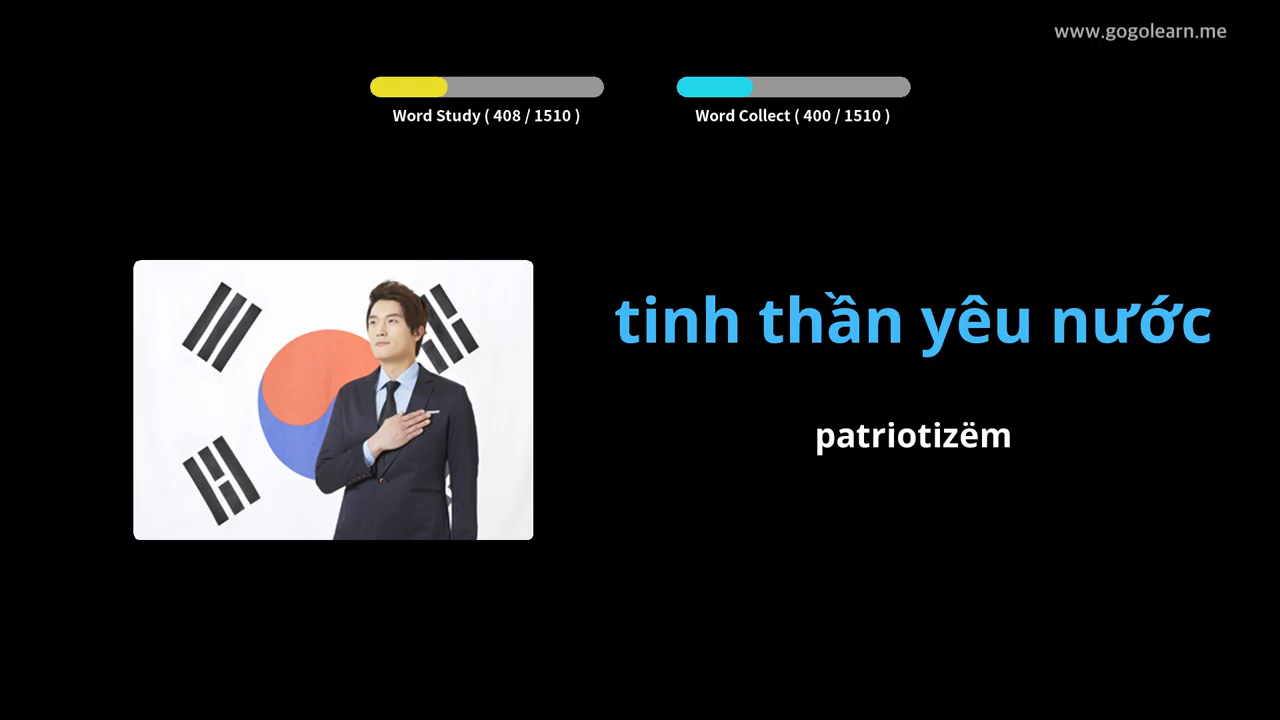 www.gogolearn.me
Word Study ( 408 / 1510 )
Word Collect ( 400 / 1510 )
tinh thần yêu nước
patriotizëm